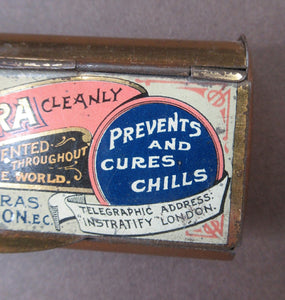 RA CLEANLY
ENTED THROUGHOUT
E WORLD.
RAS
ON.E.C.
PREVENTS
AND
CURES
CHILLS
TELEGRAPHIC ADDRESS:
"INSTRATIFY" LONDON.